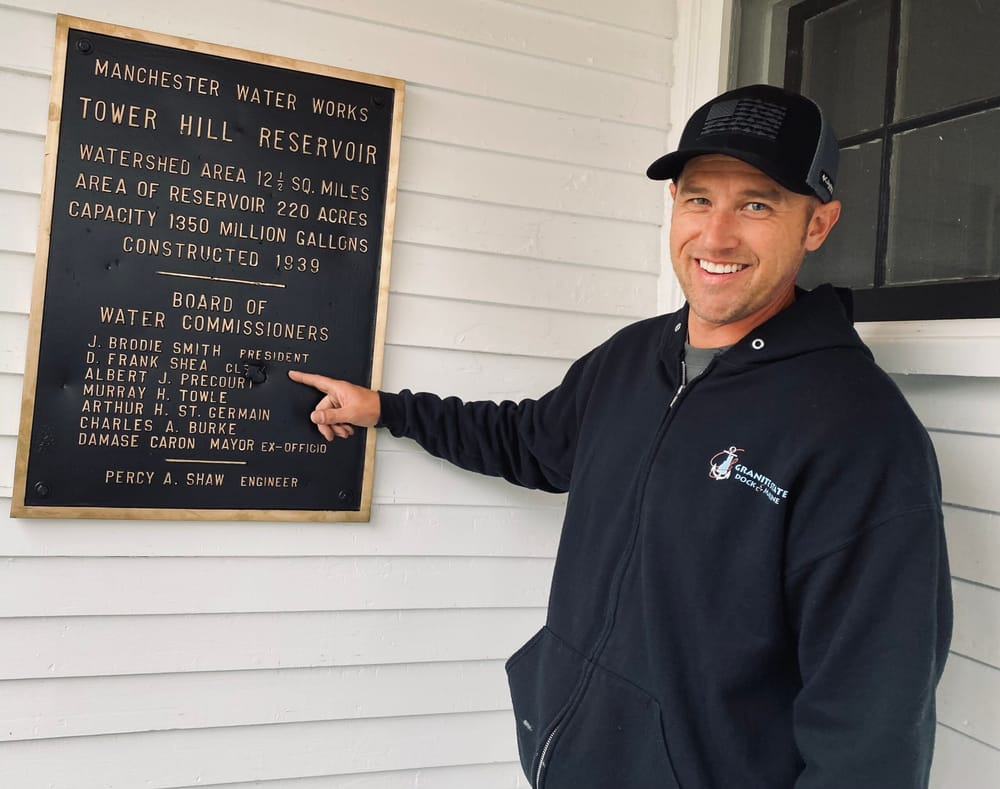 MANCHESTER WATER WORKS
TOWER HILL RESERVOIR
WATERSHED AREA 12½ SQ. MILES
AREA OF RESERVOIR 220 ACRES
CAPACITY 1350 MILLION GALLONS
CONSTRUCTED 1939
BOARD OF
WATER COMMISSIONERS
J. BRODIE SMITH PRESIDENT
D. FRANK SHEA
ALBERT J. PRECOURT
MURRAY H. TOWLE
ARTHUR H. ST. GERMAIN
CHARLES A. BURKE
DAMASE CARON MAYOR EX-OFFICIO
PERCY A. SHAW ENGINEER
GRANITE STATE
DOCK & MARINE